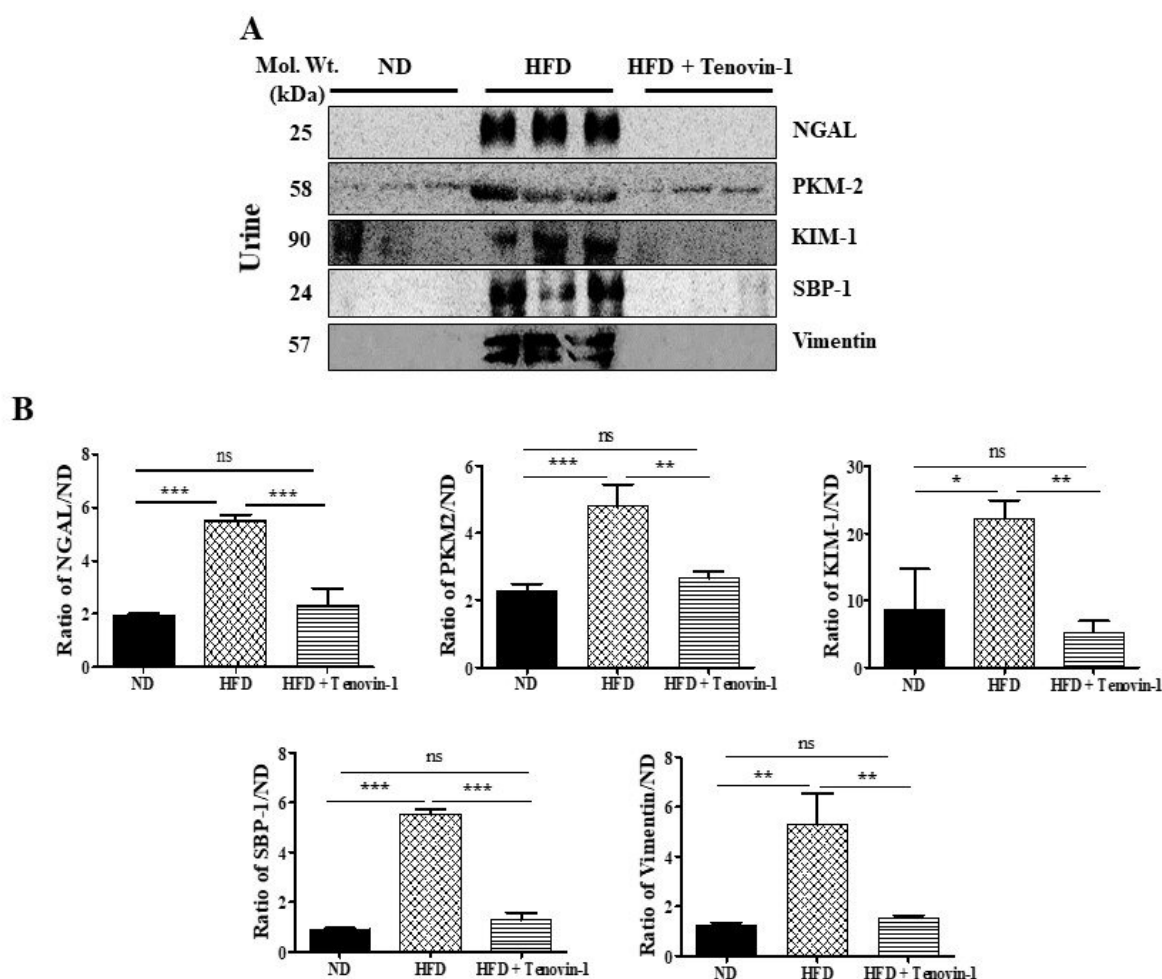 A
Mol. Wt.
(kDa)
ND
HFD
HFD + Tenovin-1
Urine
25
NGAL
58
PKM-2
90
KIM-1
24
SBP-1
57
Vimentin
B
Ratio of NGAL/ND
8
6
4
2
0
ns
***
***
ND
HFD
HFD + Tenovin-1
Ratio of PKM2/ND
6
4
2
0
ns
***
**
ND
HFD
HFD + Tenovin-1
Ratio of KIM-1/ND
30
20
10
0
ns
*
**
ND
HFD
HFD + Tenovin-1
Ratio of SBP-1/ND
8
6
4
2
0
ns
***
***
ND
HFD
HFD + Tenovin-1
Ratio of Vimentin/ND
8
6
4
2
0
ns
**
**
ND
HFD
HFD + Tenovin-1